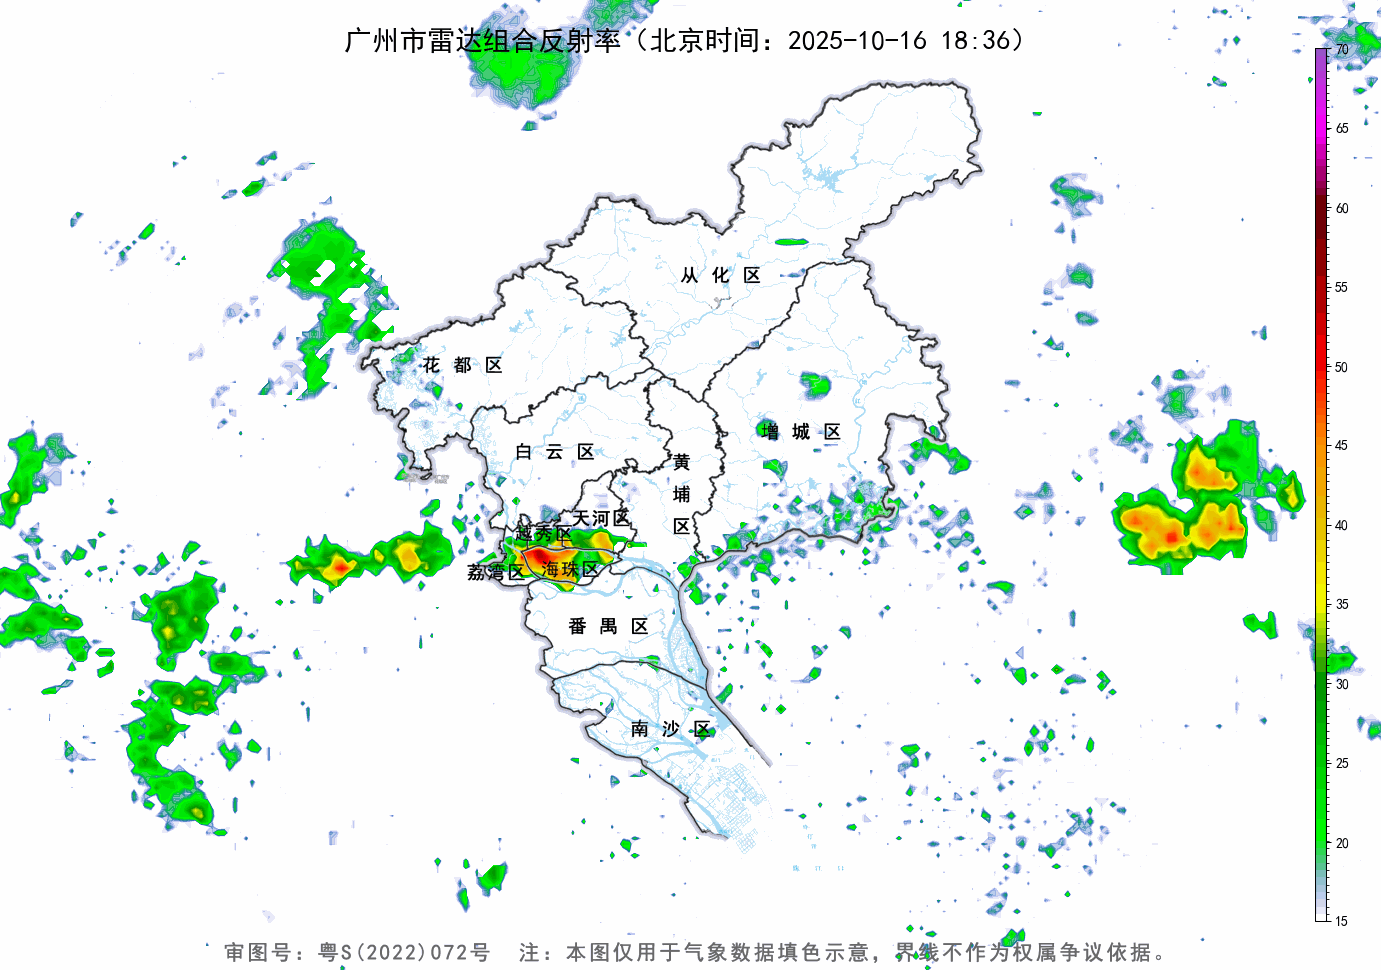 广州市雷达组合反射率（北京时间：2025-10-16 18:36）
70
65
60
55
50
45
40
35
30
25
20
15
从 化 区
花 都 区
增 城 区
白 云 区
黄
埔
区
天河区
越秀区
荔湾区
海珠区
番 禺 区
南 沙 区
审图号：粤S(2022)072号 注：本图仅用于气象数据填色示意，界线不作为权属争议依据。